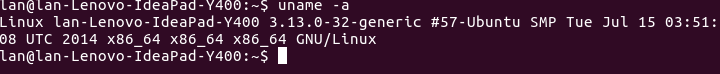 lan@lan-Lenovo-IdeaPad-Y400:~$ uname -a
Linux lan-Lenovo-IdeaPad-Y400 3.13.0-32-generic #57-Ubuntu SMP Tue Jul 15 03:51:
08 UTC 2014 x86_64 x86_64 x86_64 GNU/Linux
lan@lan-Lenovo-IdeaPad-Y400:~$